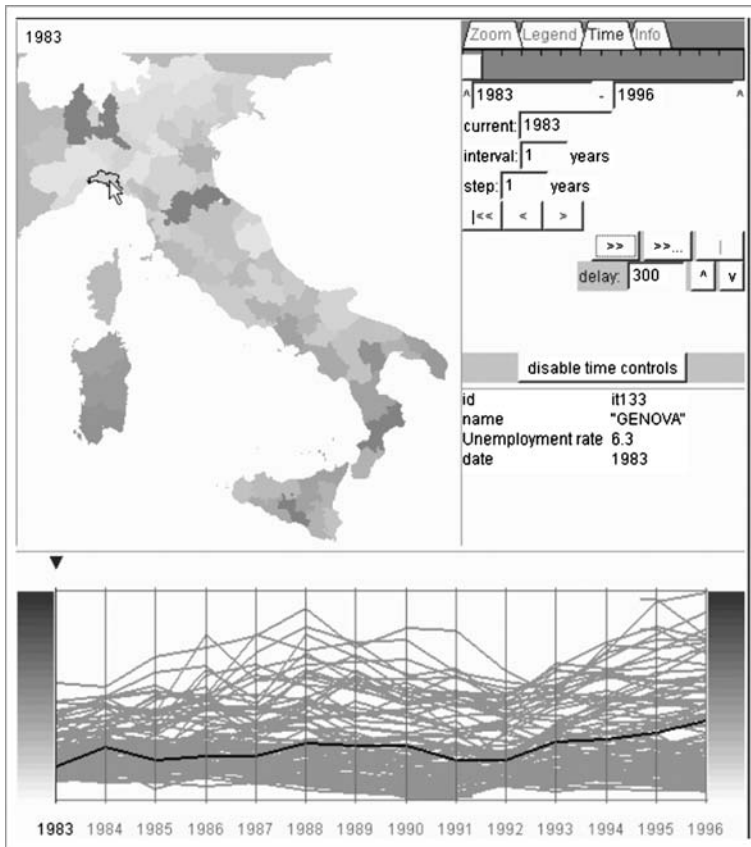 1983
Zoom Legend Time Info
^ 1983 - 1996 ^
current: 1983
interval: 1 years
step: 1 years
|<< < >
>> >>... |
delay: 300 ^ v
disable time controls
id it133
name "GENOVA"
Unemployment rate 6.3
date 1983
1983 1984 1985 1986 1987 1988 1989 1990 1991 1992 1993 1994 1995 1996